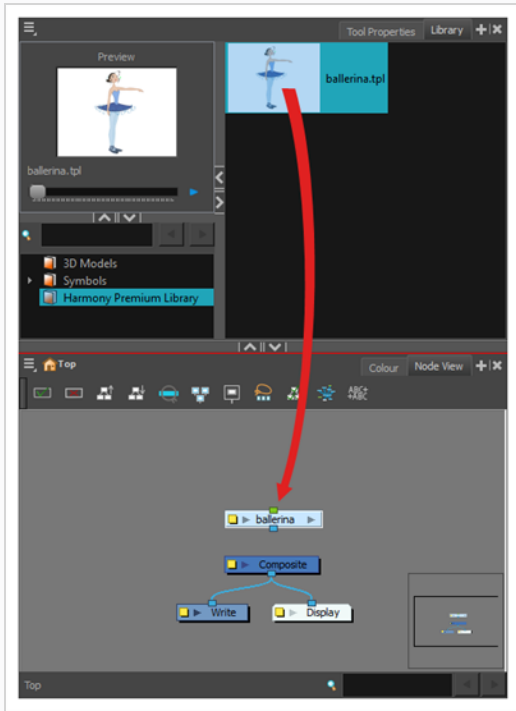 Tool Properties Library
Preview
ballerina.tpl
ballerina.tpl
3D Models
Symbols
Harmony Premium Library
Top
Colour Node View
ABC+
+ABC
ballerina
Composite
Write Display
Top